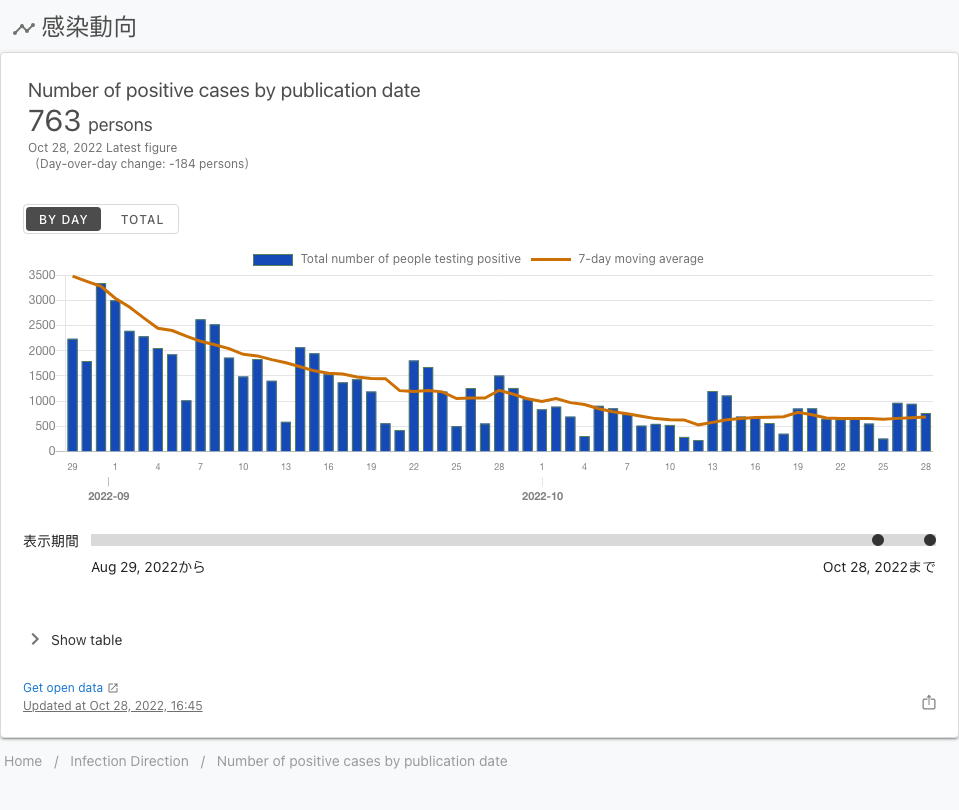 感染動向
Number of positive cases by publication date
763 persons
Oct 28, 2022 Latest figure
(Day-over-day change: -184 persons)
BY DAY TOTAL
Total number of people testing positive 7-day moving average
3500
3000
2500
2000
1500
1000
500
0
29 1 4 7 10 13 16 19 22 25 28 1 4 7 10 13 16 19 22 25 28
2022-09 2022-10
表示期間
Aug 29, 2022から Oct 28, 2022まで
Show table
Get open data
Updated at Oct 28, 2022, 16:45
Home / Infection Direction / Number of positive cases by publication date